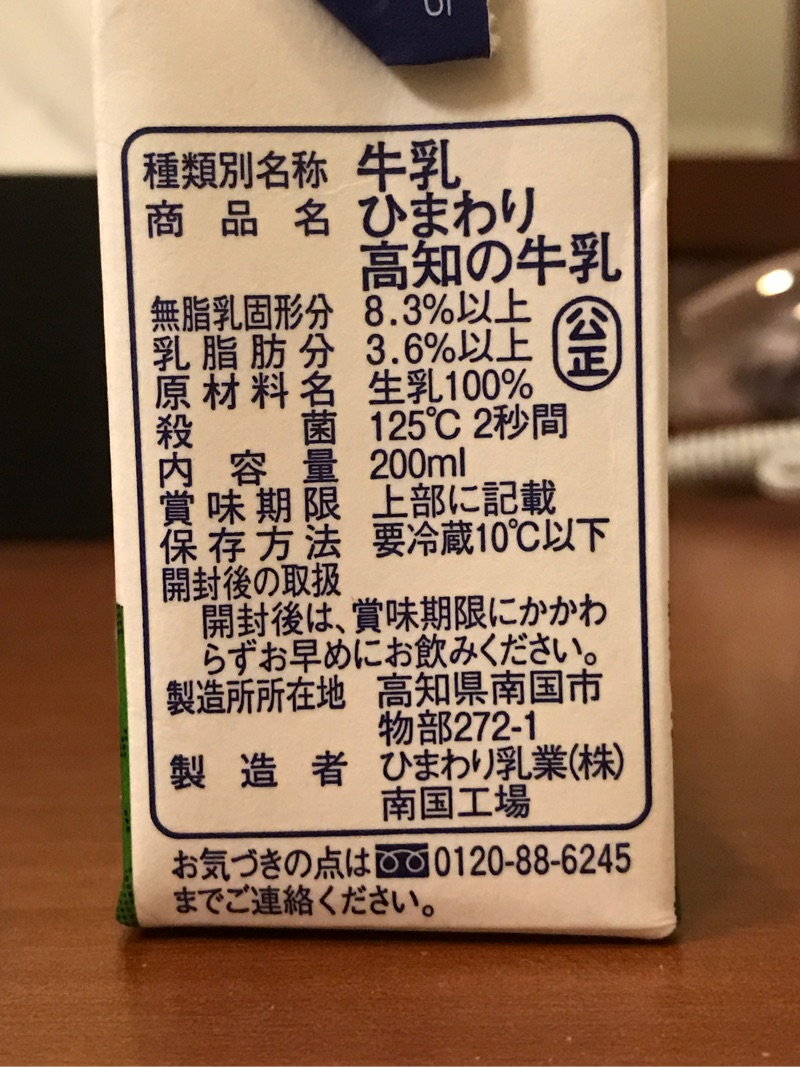 種類別名称 牛乳
商品名 ひまわり
高知の牛乳
無脂乳固形分 8.3%以上
乳脂肪分 3.6%以上
公正
原材料名 生乳100%
殺菌 125℃ 2秒間
内容量 200ml
賞味期限 上部に記載
保存方法 要冷蔵10℃以下
開封後の取扱
開封後は、賞味期限にかかわ
らずお早めにお飲みください。
製造所所在地 高知県南国市
物部272-1
製造者 ひまわり乳業(株)
南国工場
お気づきの点は 0120-88-6245
までご連絡ください。